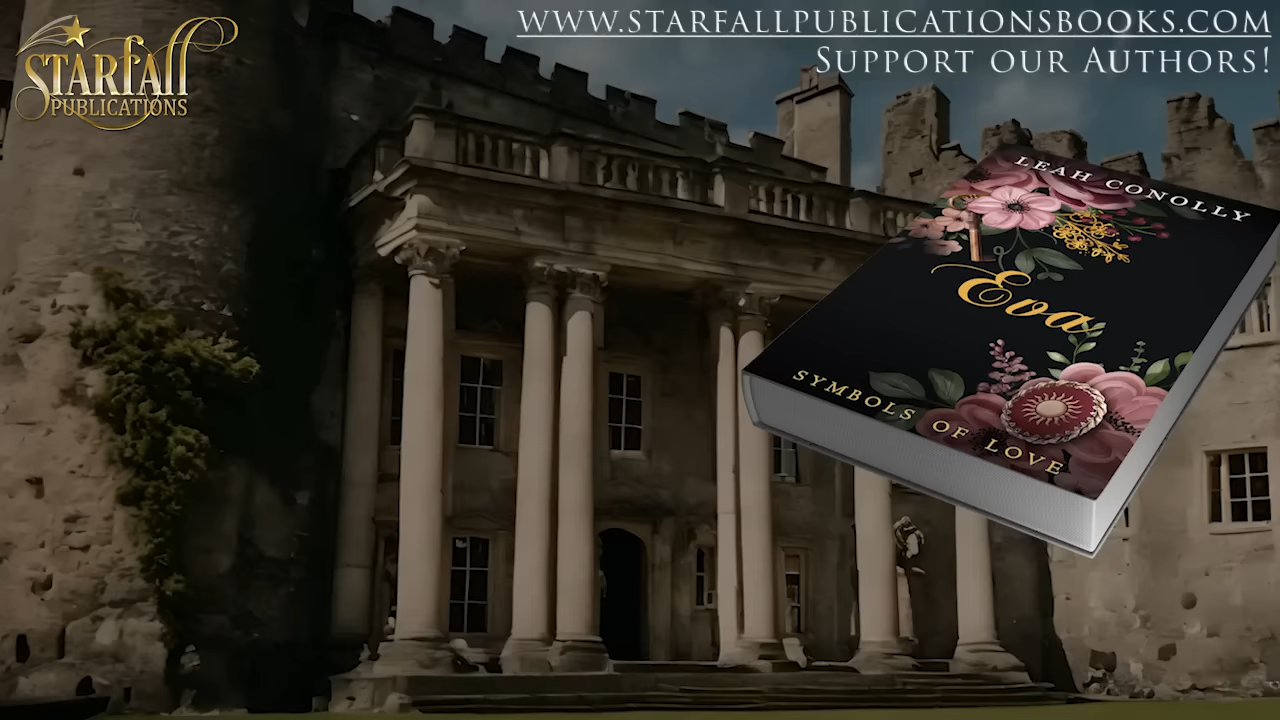 STARfall
PUBLICATIONS
WWW.STARFALLPUBLICATIONSBOOKS.COM
SUPPORT OUR AUTHORS!
LEAH CONOLLY
Eva
SYMBOLS OF LOVE